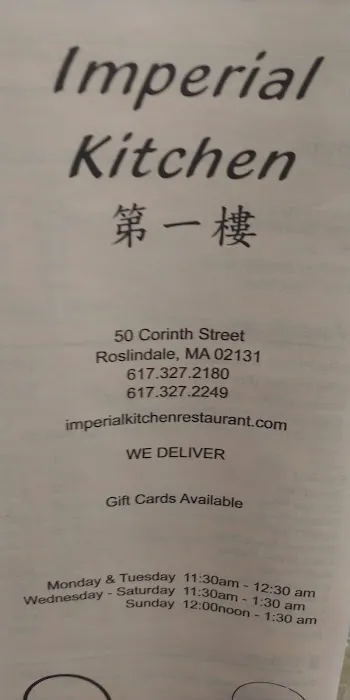 Imperial
Kitchen
第一樓
50 Corinth Street
Roslindale, MA 02131
617.327.2180
617.327.2249
imperialkitchenrestaurant.com
WE DELIVER
Gift Cards Available
Monday & Tuesday 11:30am - 12:30 am
Wednesday - Saturday 11:30am - 1:30 am
Sunday 12:00noon - 1:30 am